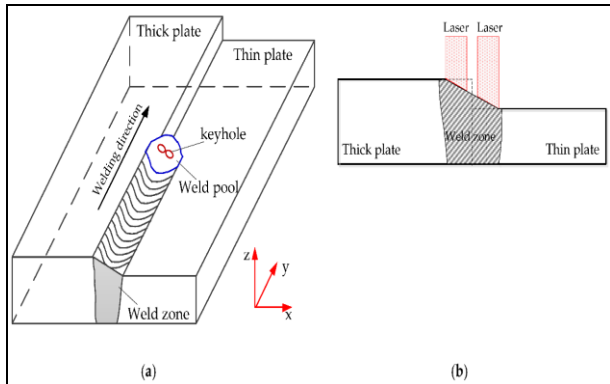 Thick plate
Thin plate
Welding direction
keyhole
Weld pool
Weld zone
z
y
x
(a)
Laser Laser
Weld zone
Thick plate
Thin plate
(b)